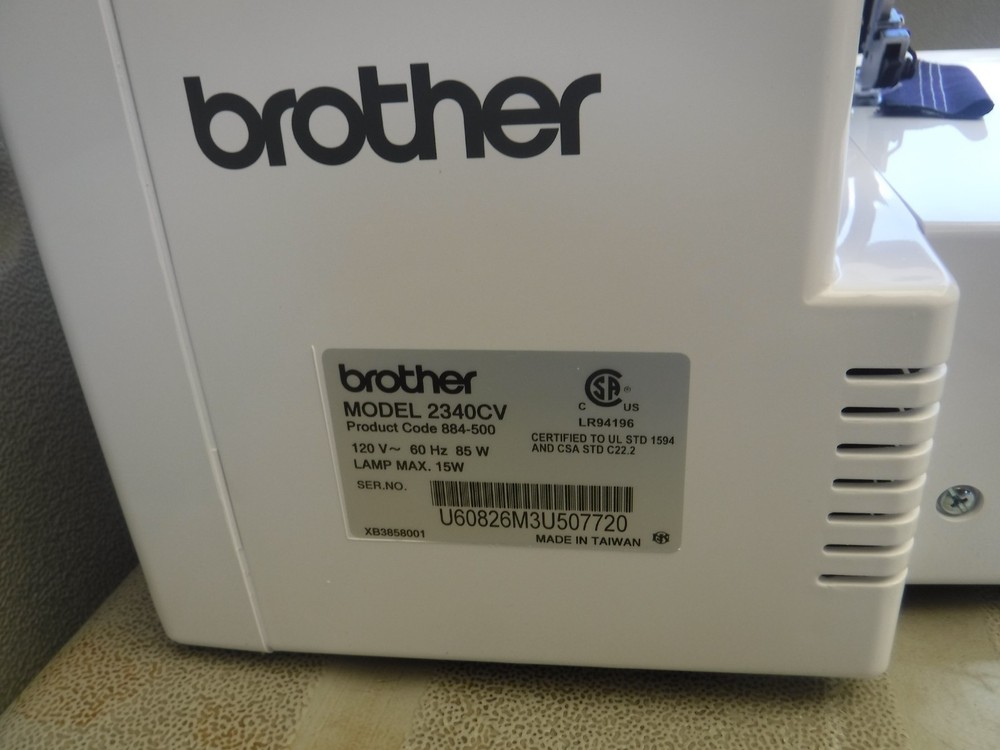 brother
brother
MODEL 2340CV
Product Code 884-500
120 V~ 60 Hz 85 W
LAMP MAX. 15W
SER.NO.
U60826M3U507720
XB3858001
MADE IN TAIWAN
SA ®
C US
LR94196
CERTIFIED TO UL STD 1594
AND CSA STD C22.2